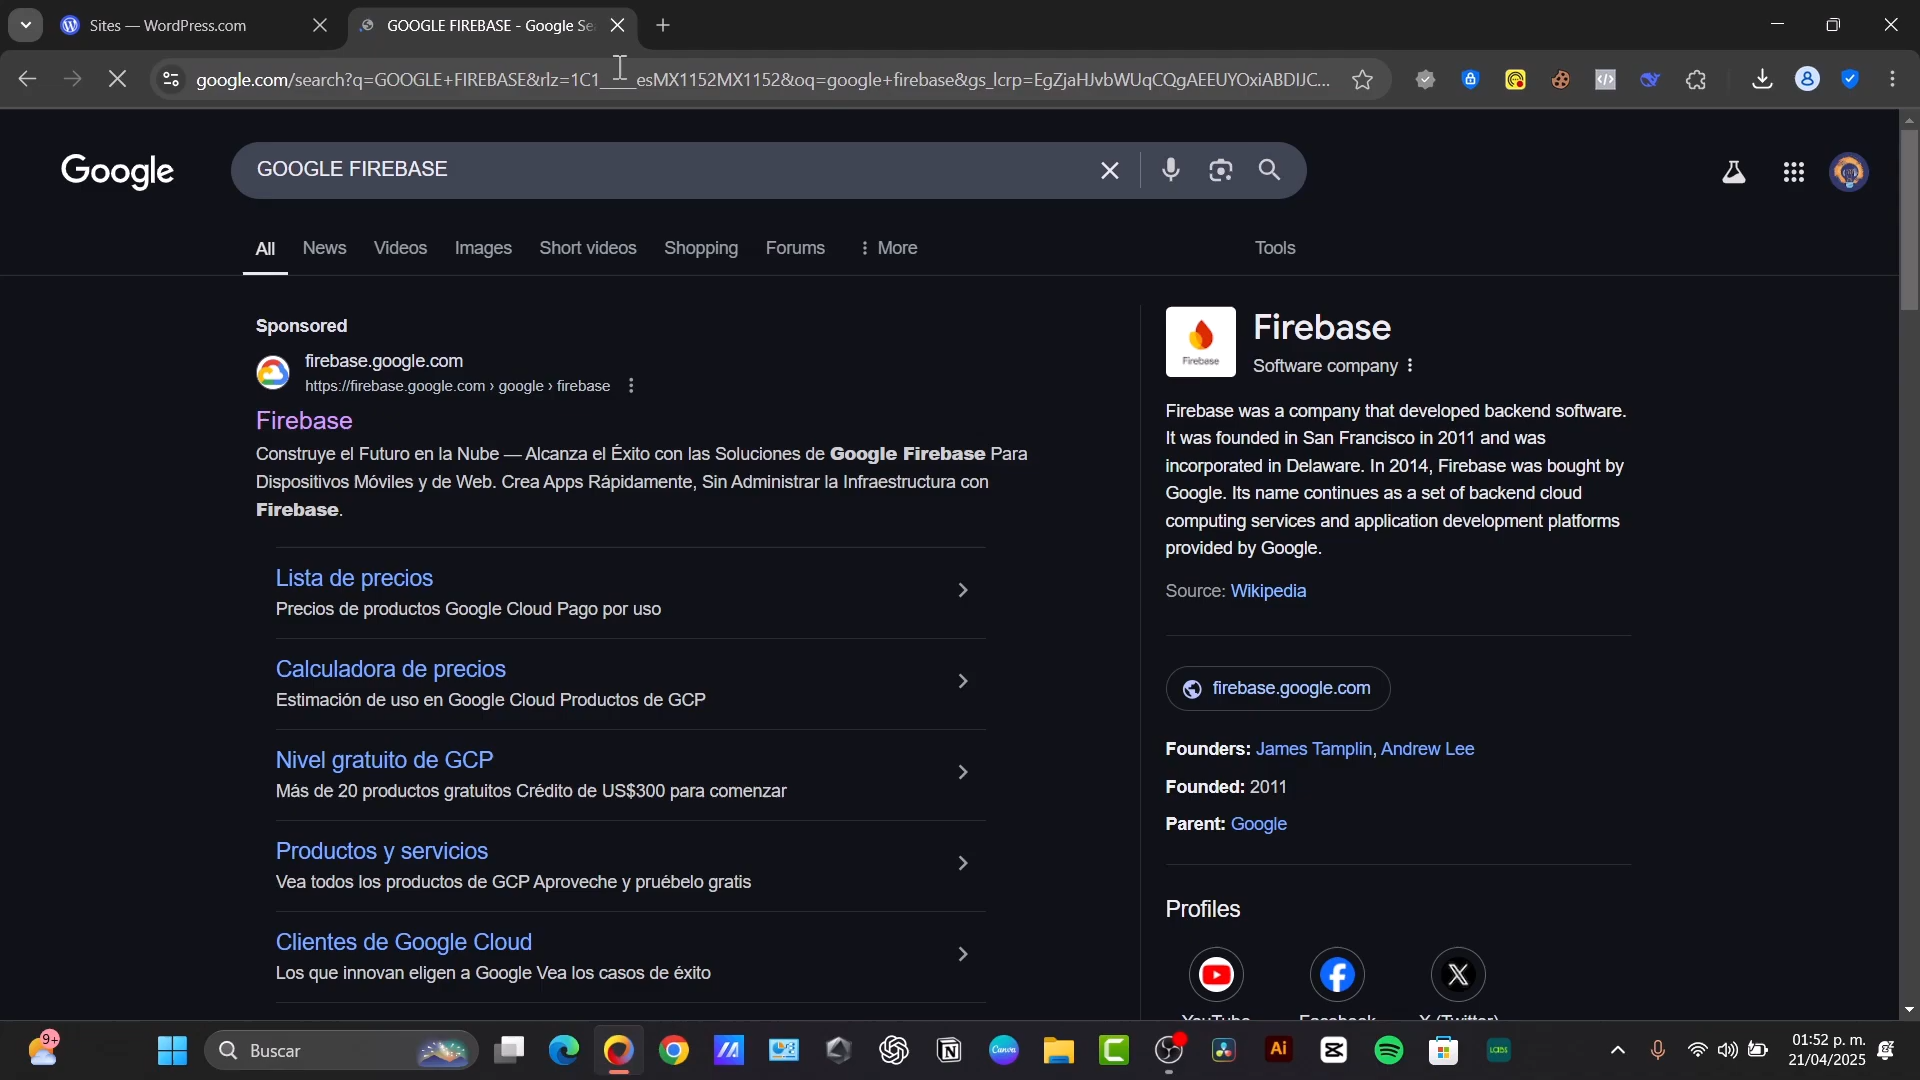 Sites — WordPress.com
GOOGLE FIREBASE - Google Se
google.com/search?q=GOOGLE+FIREBASE&rlz=1C1____esMX1152MX1152&oq=google+firebase&gs_lcrp=EgZjaHJvbWUqCQgAEEUYOxiABDIJC...
Google
GOOGLE FIREBASE
All
News
Videos
Images
Short videos
Shopping
Forums
More
Tools
Sponsored
firebase.google.com
https://firebase.google.com › google › firebase
Firebase
Construye el Futuro en la Nube — Alcanza el Éxito con las Soluciones de Google Firebase Para
Dispositivos Móviles y de Web. Crea Apps Rápidamente, Sin Administrar la Infraestructura con
Firebase.
Lista de precios
Precios de productos Google Cloud Pago por uso
Calculadora de precios
Estimación de uso en Google Cloud Productos de GCP
Nivel gratuito de GCP
Más de 20 productos gratuitos Crédito de US$300 para comenzar
Productos y servicios
Vea todos los productos de GCP Aproveche y pruébelo gratis
Clientes de Google Cloud
Los que innovan eligen a Google Vea los casos de éxito
Firebase
Firebase
Software company
Firebase was a company that developed backend software.
It was founded in San Francisco in 2011 and was
incorporated in Delaware. In 2014, Firebase was bought by
Google. Its name continues as a set of backend cloud
computing services and application development platforms
provided by Google.
Source: Wikipedia
firebase.google.com
Founders: James Tamplin, Andrew Lee
Founded: 2011
Parent: Google
Profiles
YouTube
Facebook
X (Twitter)
9+
Buscar
Canva
Ai
LABS
01:52 p. m.
21/04/2025